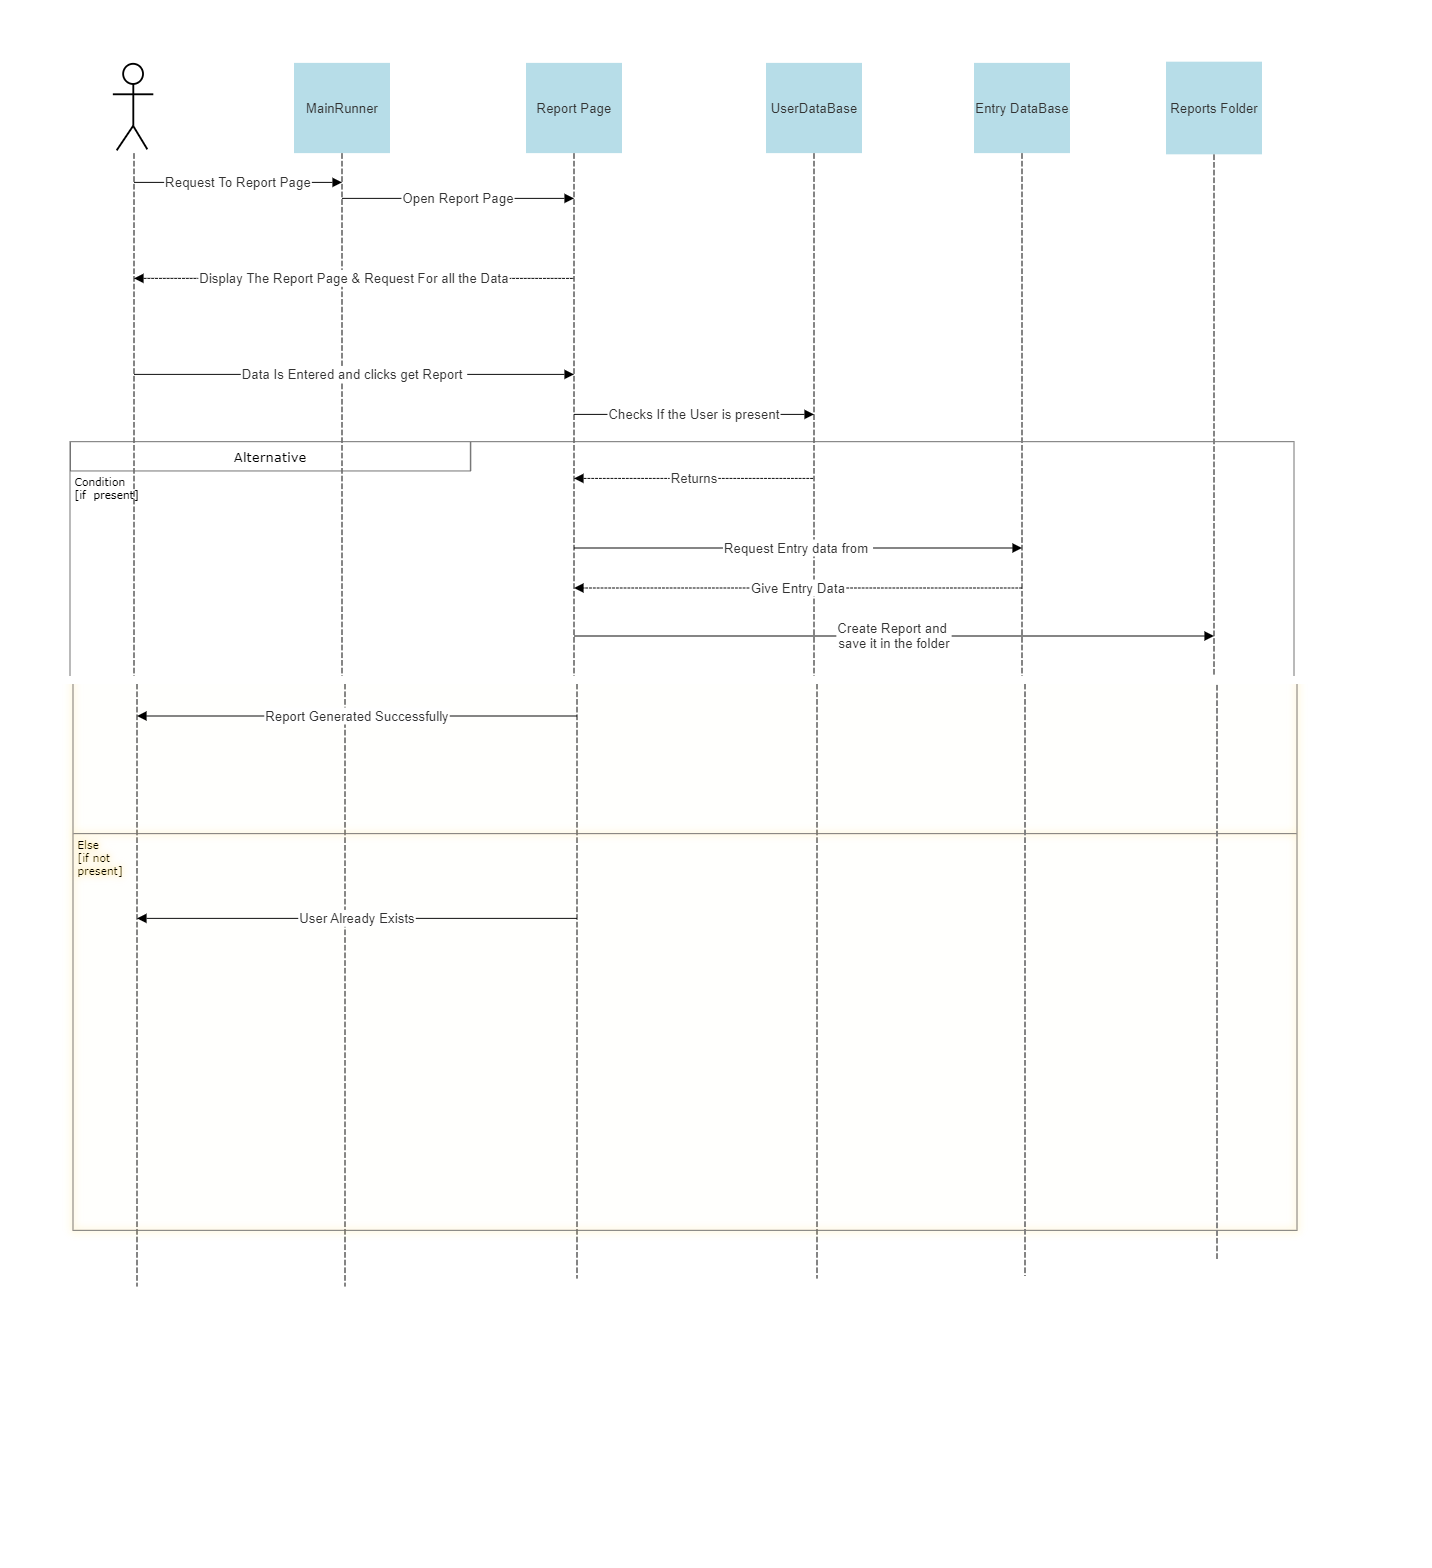 MainRunner
Report Page
UserDataBase
Entry DataBase
Reports Folder
Request To Report Page
Open Report Page
Display The Report Page & Request For all the Data
Data Is Entered and clicks get Report
Checks If the User is present
Alternative
Condition
[if  present]
Returns
Request Entry data from
Give Entry Data
Create Report and
save it in the folder
Report Generated Successfully
Else
[if not
present]
User Already Exists